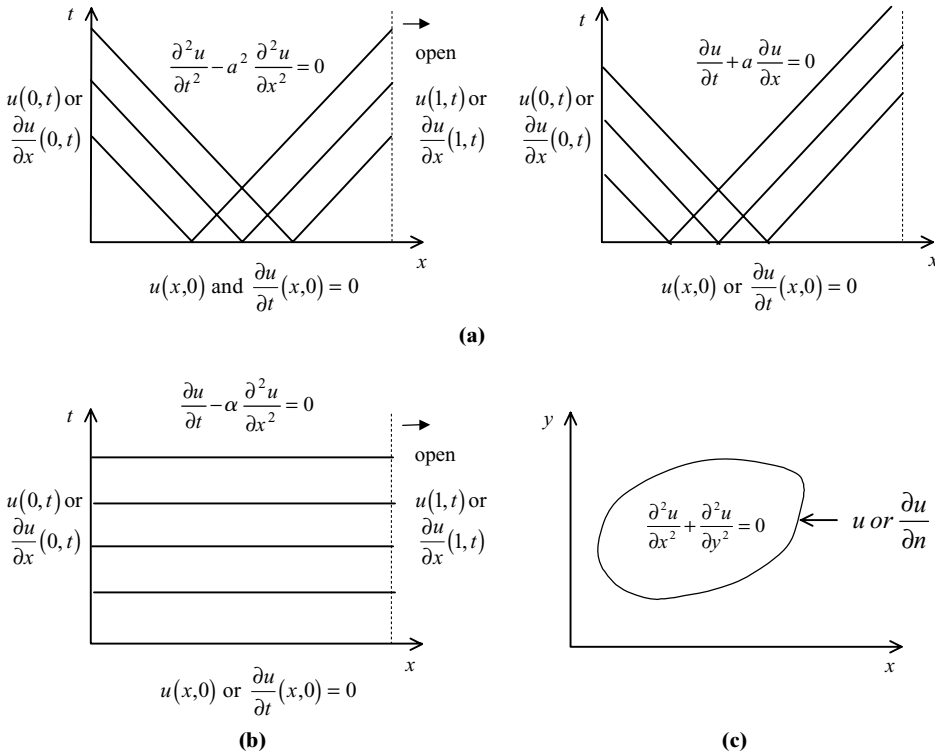 t
∂²u/∂t² − a² ∂²u/∂x² = 0
open
u(0,t) or
∂u/∂x (0,t)
u(1,t) or
∂u/∂x (1,t)
x
u(x,0) and ∂u/∂t (x,0) = 0
t
∂u/∂t + a ∂u/∂x = 0
u(0,t) or
∂u/∂x (0,t)
x
u(x,0) or ∂u/∂t (x,0) = 0
(a)
∂u/∂t − α ∂²u/∂x² = 0
t
open
u(0,t) or
∂u/∂x (0,t)
u(1,t) or
∂u/∂x (1,t)
x
u(x,0) or ∂u/∂t (x,0) = 0
(b)
y
∂²u/∂x² + ∂²u/∂y² = 0
u or ∂u/∂n
x
(c)